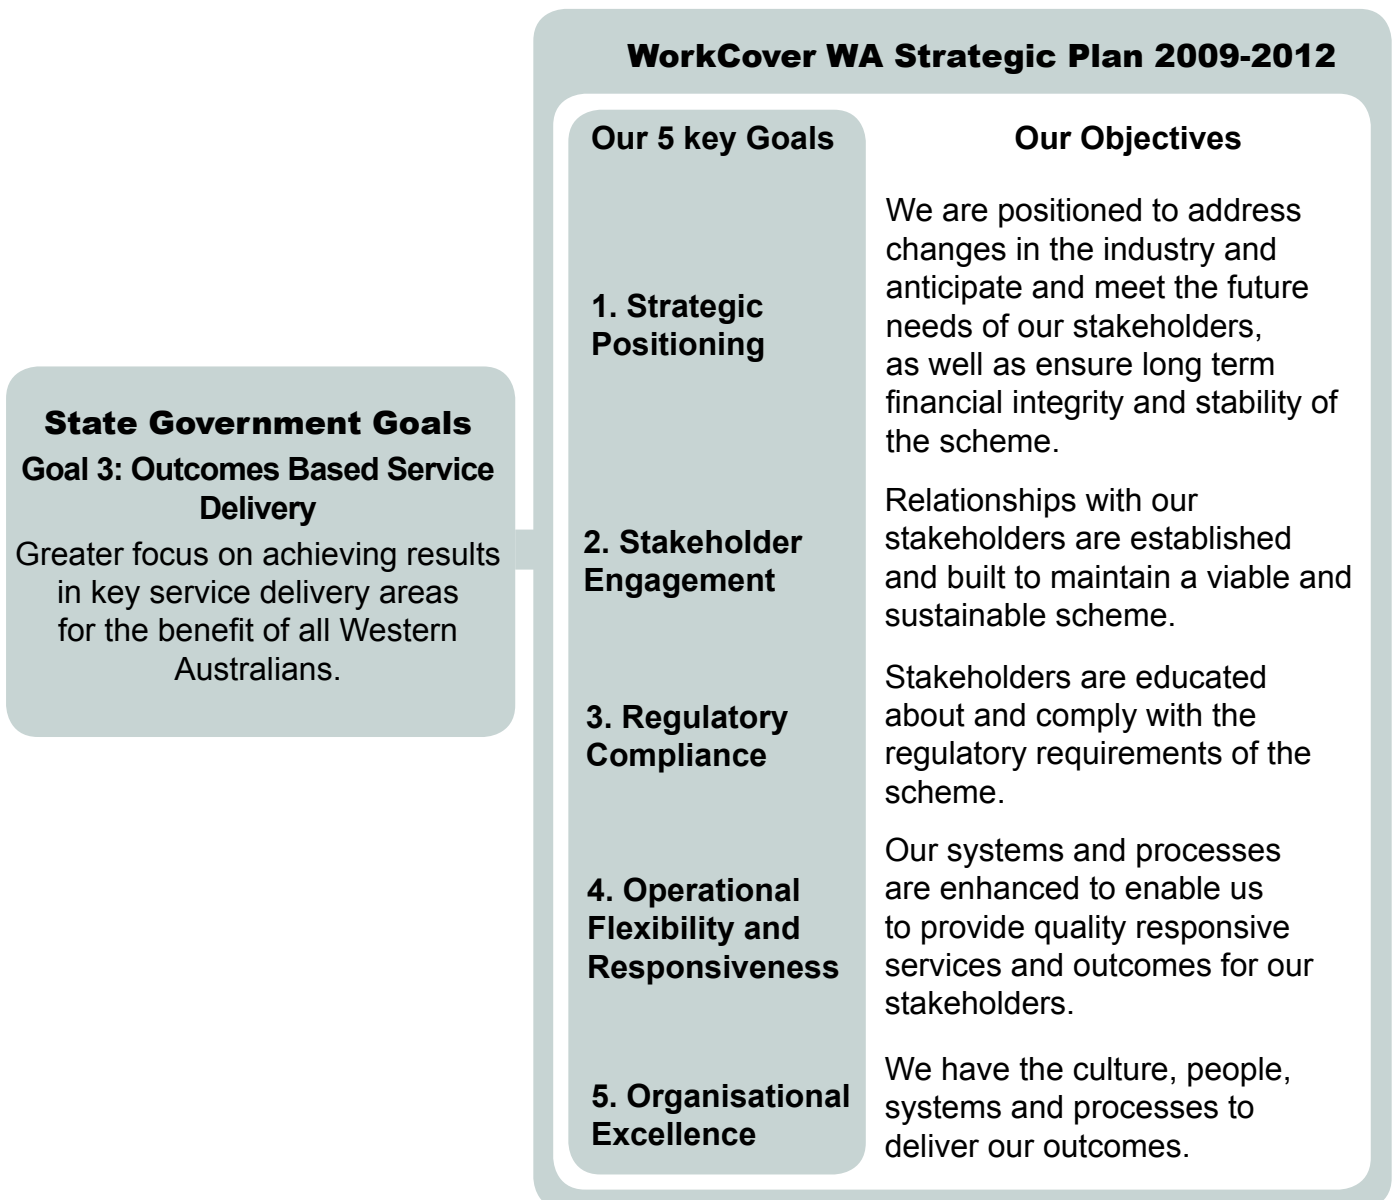 WorkCover WA Strategic Plan 2009-2012
State Government Goals
Goal 3: Outcomes Based Service
Delivery
Greater focus on achieving results
in key service delivery areas
for the benefit of all Western
Australians.
Our 5 key Goals
Our Objectives
1. Strategic
Positioning
We are positioned to address
changes in the industry and
anticipate and meet the future
needs of our stakeholders,
as well as ensure long term
financial integrity and stability of
the scheme.
2. Stakeholder
Engagement
Relationships with our
stakeholders are established
and built to maintain a viable and
sustainable scheme.
3. Regulatory
Compliance
Stakeholders are educated
about and comply with the
regulatory requirements of the
scheme.
4. Operational
Flexibility and
Responsiveness
Our systems and processes
are enhanced to enable us
to provide quality responsive
services and outcomes for our
stakeholders.
5. Organisational
Excellence
We have the culture, people,
systems and processes to
deliver our outcomes.